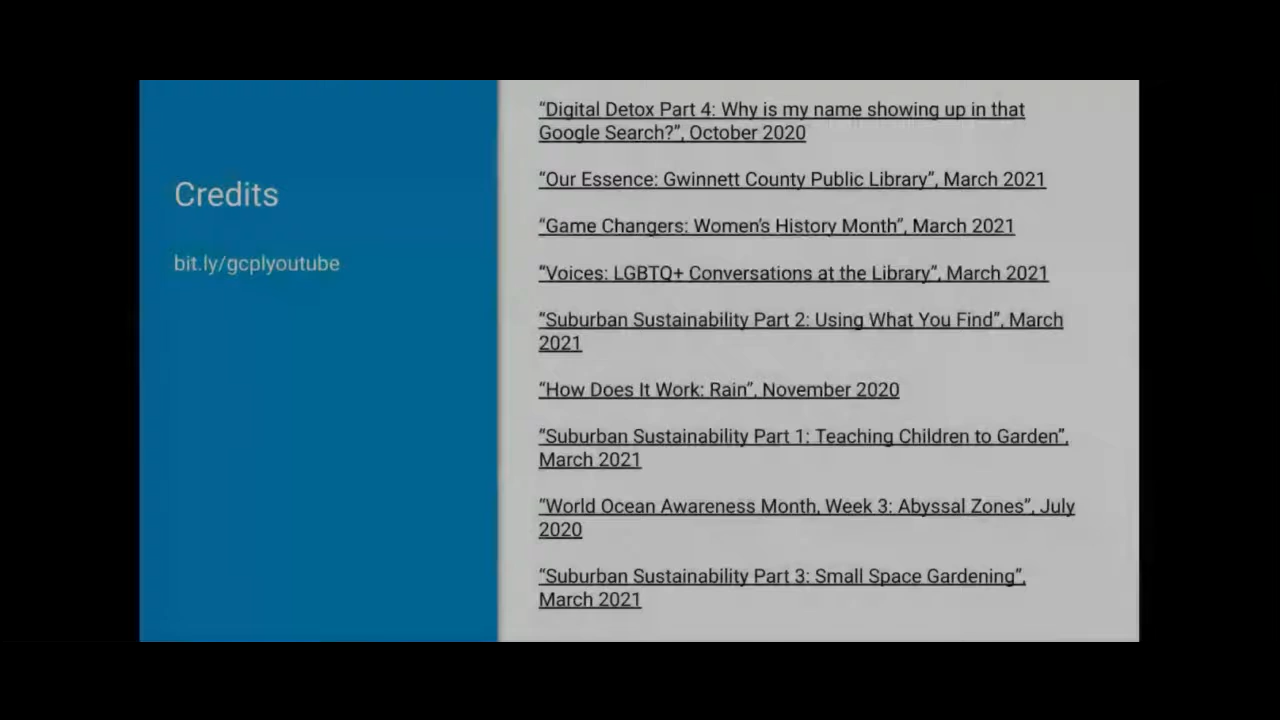 Credits
bit.ly/gcplyoutube
“Digital Detox Part 4: Why is my name showing up in that
Google Search?”, October 2020
“Our Essence: Gwinnett County Public Library”, March 2021
“Game Changers: Women’s History Month”, March 2021
“Voices: LGBTQ+ Conversations at the Library”, March 2021
“Suburban Sustainability Part 2: Using What You Find”, March
2021
“How Does It Work: Rain”, November 2020
“Suburban Sustainability Part 1: Teaching Children to Garden”,
March 2021
“World Ocean Awareness Month, Week 3: Abyssal Zones”, July
2020
“Suburban Sustainability Part 3: Small Space Gardening”,
March 2021